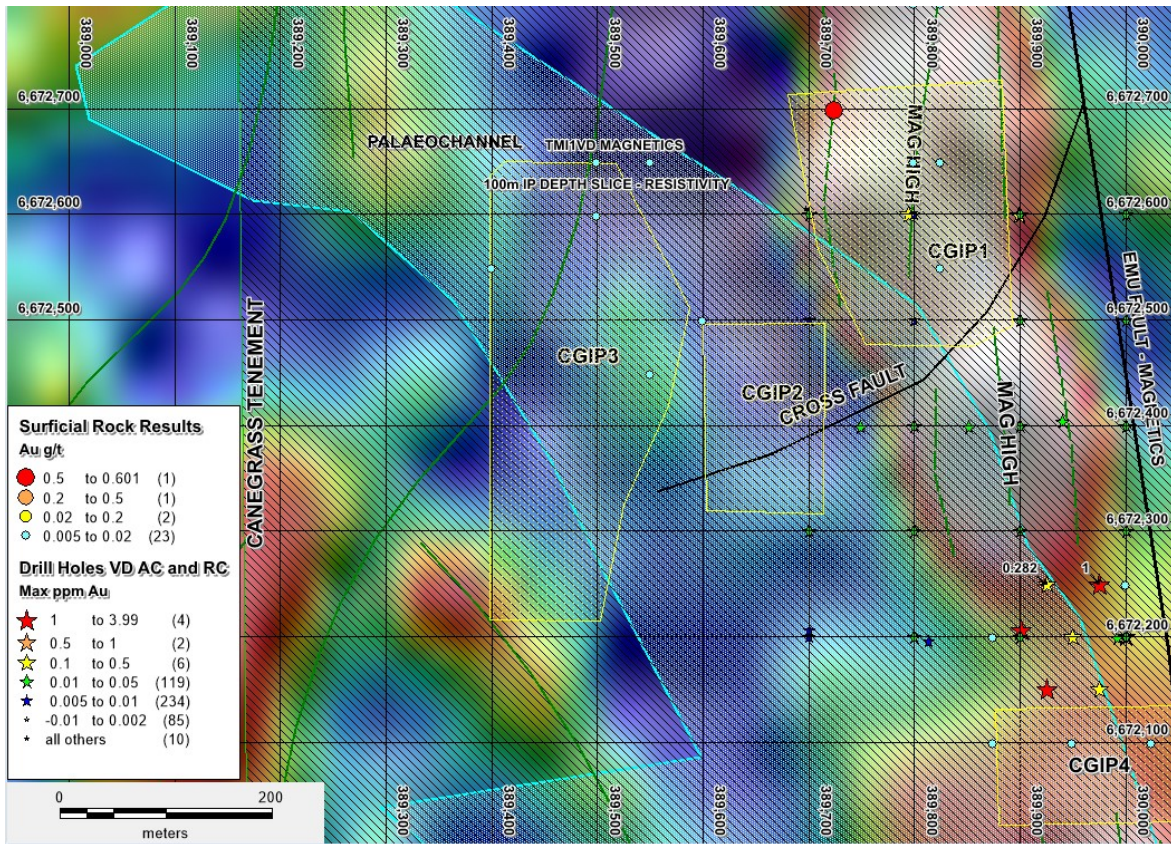 389,000
389,100
389,200
389,300
389,400
389,500
389,600
389,700
389,800
389,900
390,000
6,672,700
6,672,700
PALAEOCHANNEL
TMI1VD MAGNETICS
MAG HIGH
100m IP DEPTH SLICE - RESISTIVITY
6,672,600
6,672,600
CGIP1
EMU FAULT - MAGNETICS
6,672,500
6,672,500
CANEGRASS TENEMENT
CGIP3
CGIP2
CROSS FAULT
MAG HIGH
6,672,400
6,672,300
0.282
1
6,672,200
6,672,100
CGIP4
Surficial Rock Results
Au g/t
0.5 to 0.601 (1)
0.2 to 0.5 (1)
0.02 to 0.2 (2)
0.005 to 0.02 (23)
Drill Holes VD AC and RC
Max ppm Au
1 to 3.99 (4)
0.5 to 1 (2)
0.1 to 0.5 (6)
0.01 to 0.05 (119)
0.005 to 0.01 (234)
-0.01 to 0.002 (85)
all others (10)
0 200
meters
389,300
389,400
389,500
389,600
389,700
389,800
389,900
390,000